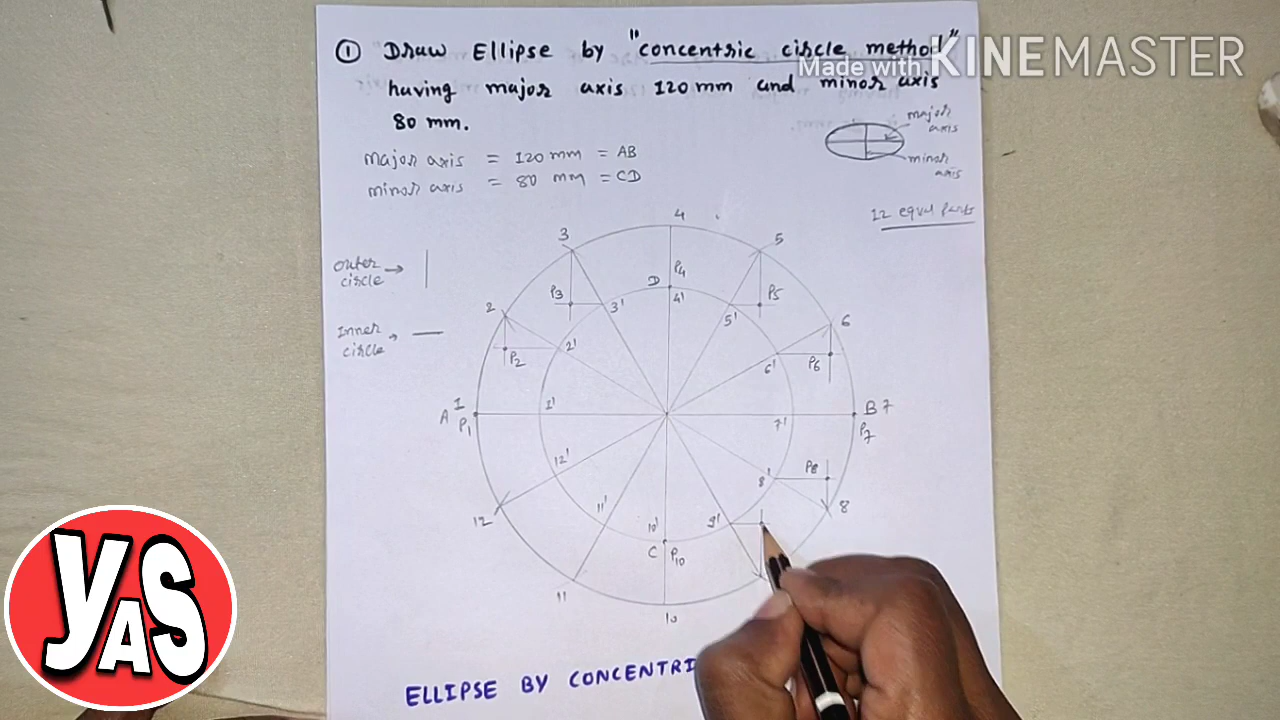 ① Draw Ellipse by "concentric circle method"
having major axis 120 mm and minor axis
80 mm.
Made with KINEMASTER
major axis
minor axis
major axis = 120 mm = AB
minor axis = 80 mm = CD
12 equal parts
outer circle →
Inner circle →
4
3
5
D P4
4'
P3
3'
P5
5'
2
6
2'
P2
6'
P6
A 1
P1
1'
7'
B 7
P7
12'
8'
P8
8
12
11'
10'
9'
C P10
11
10
YAS
ELLIPSE BY CONCENTRI